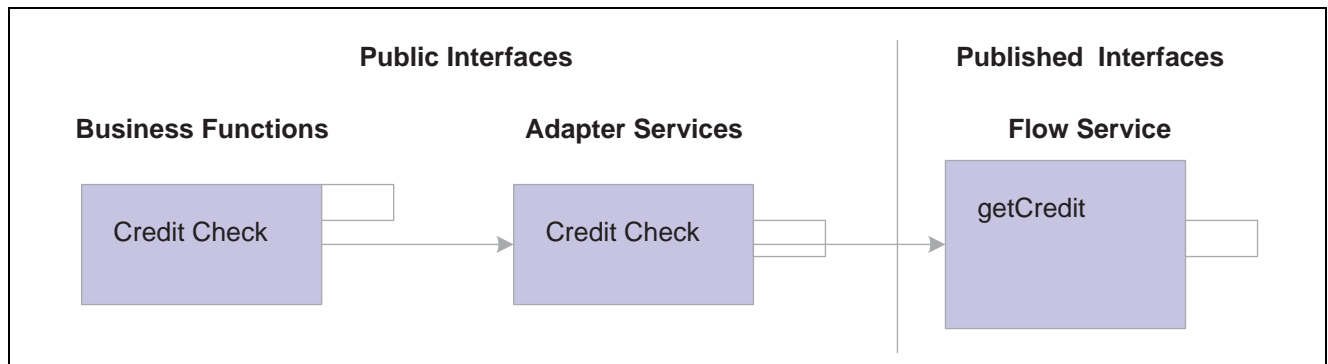 Public Interfaces
Published Interfaces
Business Functions
Adapter Services
Flow Service
Credit Check
Credit Check
getCredit